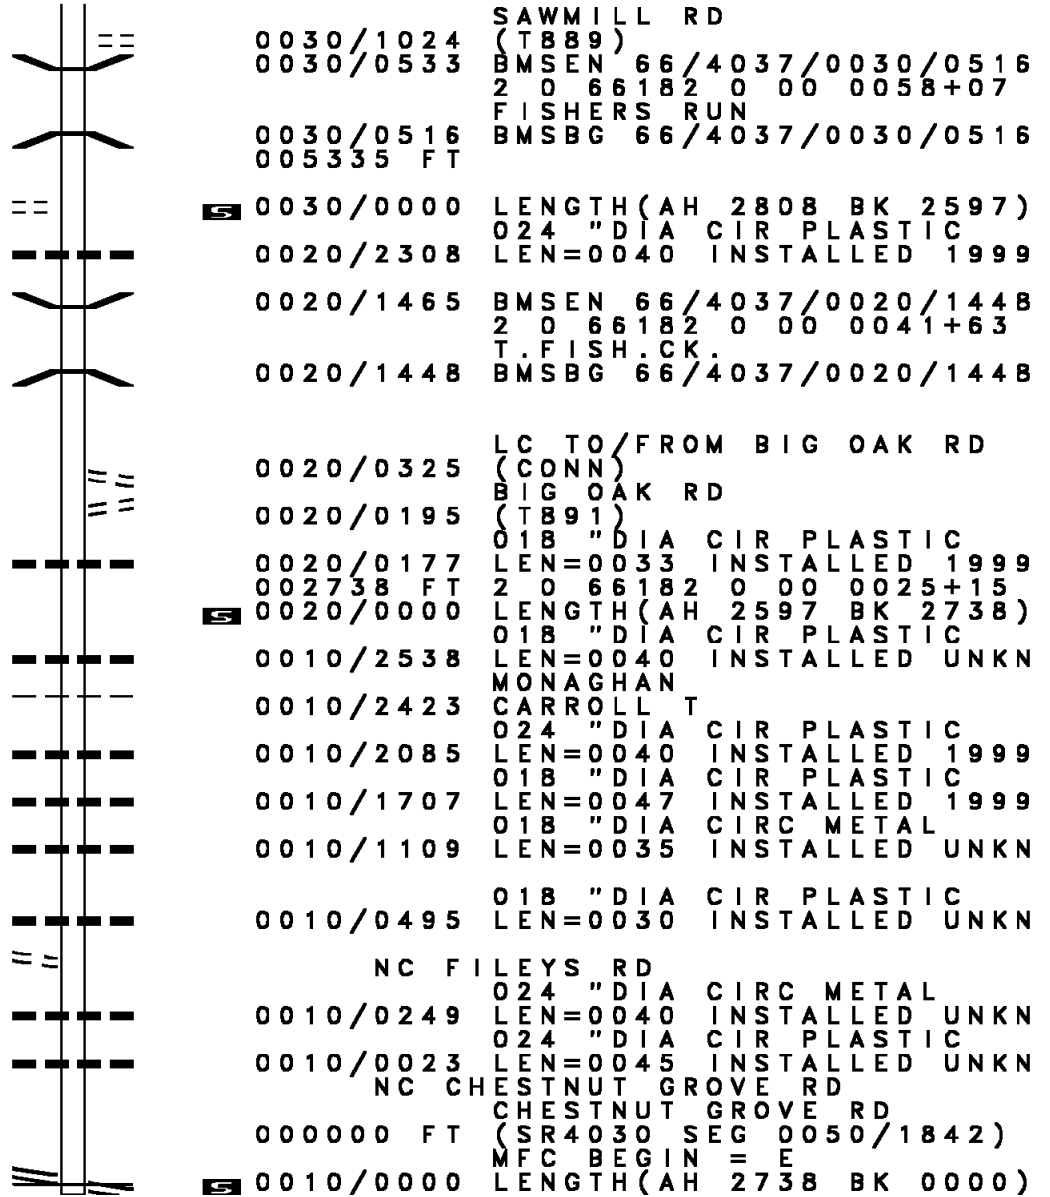 SAWMILL RD
0030/1024 (T889)
0030/0533 BMSEN 66/4037/0030/0516
2 0 66182 0 00 0058+07
FISHERS RUN
0030/0516 BMSBG 66/4037/0030/0516
005335 FT
S 0030/0000 LENGTH(AH 2808 BK 2597)
024 "DIA CIR PLASTIC
0020/2308 LEN=0040 INSTALLED 1999
0020/1465 BMSEN 66/4037/0020/1448
2 0 66182 0 00 0041+63
T.FISH.CK.
0020/1448 BMSBG 66/4037/0020/1448
LC TO/FROM BIG OAK RD
0020/0325 (CONN)
BIG OAK RD
0020/0195 (T891)
018 "DIA CIR PLASTIC
0020/0177 LEN=0033 INSTALLED 1999
002738 FT 2 0 66182 0 00 0025+15
S 0020/0000 LENGTH(AH 2597 BK 2738)
018 "DIA CIR PLASTIC
0010/2538 LEN=0040 INSTALLED UNKN
MONAGHAN
0010/2423 CARROLL T
024 "DIA CIR PLASTIC
0010/2085 LEN=0040 INSTALLED 1999
018 "DIA CIR PLASTIC
0010/1707 LEN=0047 INSTALLED 1999
018 "DIA CIRC METAL
0010/1109 LEN=0035 INSTALLED UNKN
018 "DIA CIR PLASTIC
0010/0495 LEN=0030 INSTALLED UNKN
NC FILEYS RD
024 "DIA CIRC METAL
0010/0249 LEN=0040 INSTALLED UNKN
024 "DIA CIR PLASTIC
0010/0023 LEN=0045 INSTALLED UNKN
NC CHESTNUT GROVE RD
CHESTNUT GROVE RD
000000 FT (SR4030 SEG 0050/1842)
MFC BEGIN = E
S 0010/0000 LENGTH(AH 2738 BK 0000)